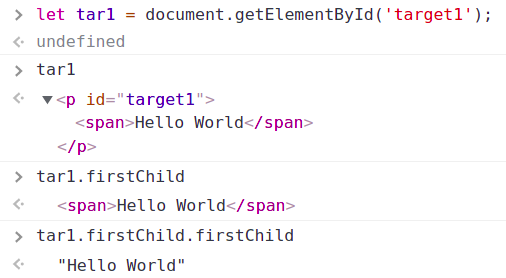 let tar1 = document.getElementById('target1');
undefined
tar1
<p id="target1">
<span>Hello World</span>
</p>
tar1.firstChild
<span>Hello World</span>
tar1.firstChild.firstChild
"Hello World"